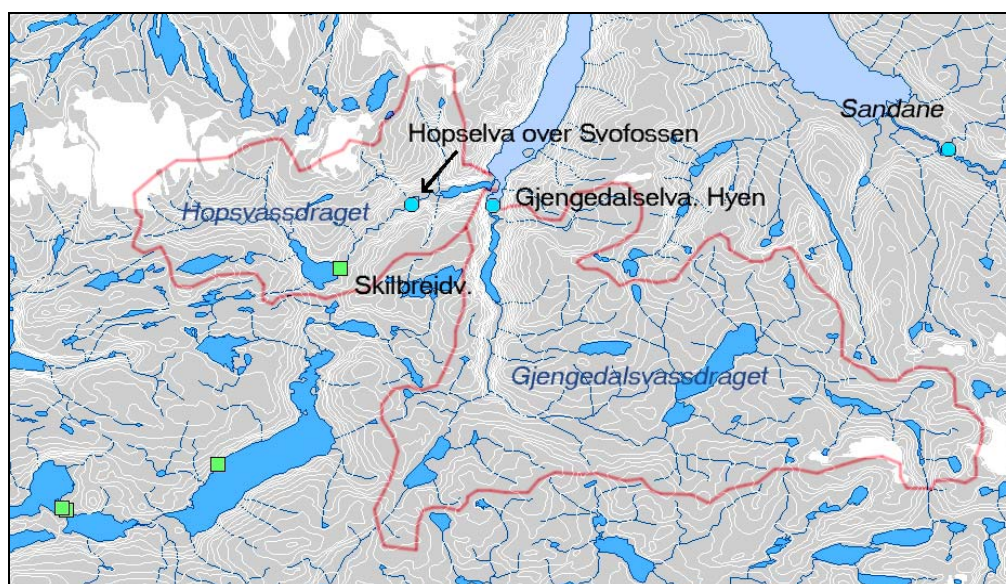 Sandane
Hopselva over Svofossen
Gjengedalselva. Hyen
Hopsvassdraget
Skilbreidv.
Gjengedalsvassdraget